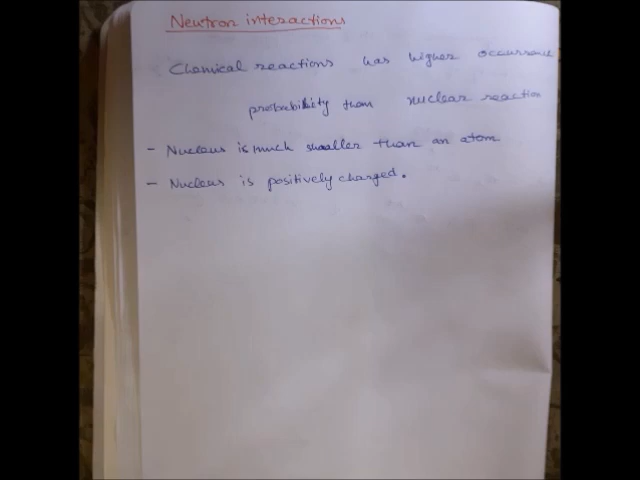 Neutron interactions
Chemical reactions has higher occurrence
probability than nuclear reaction
- Nucleus is much smaller than an atom
- Nucleus is positively charged.